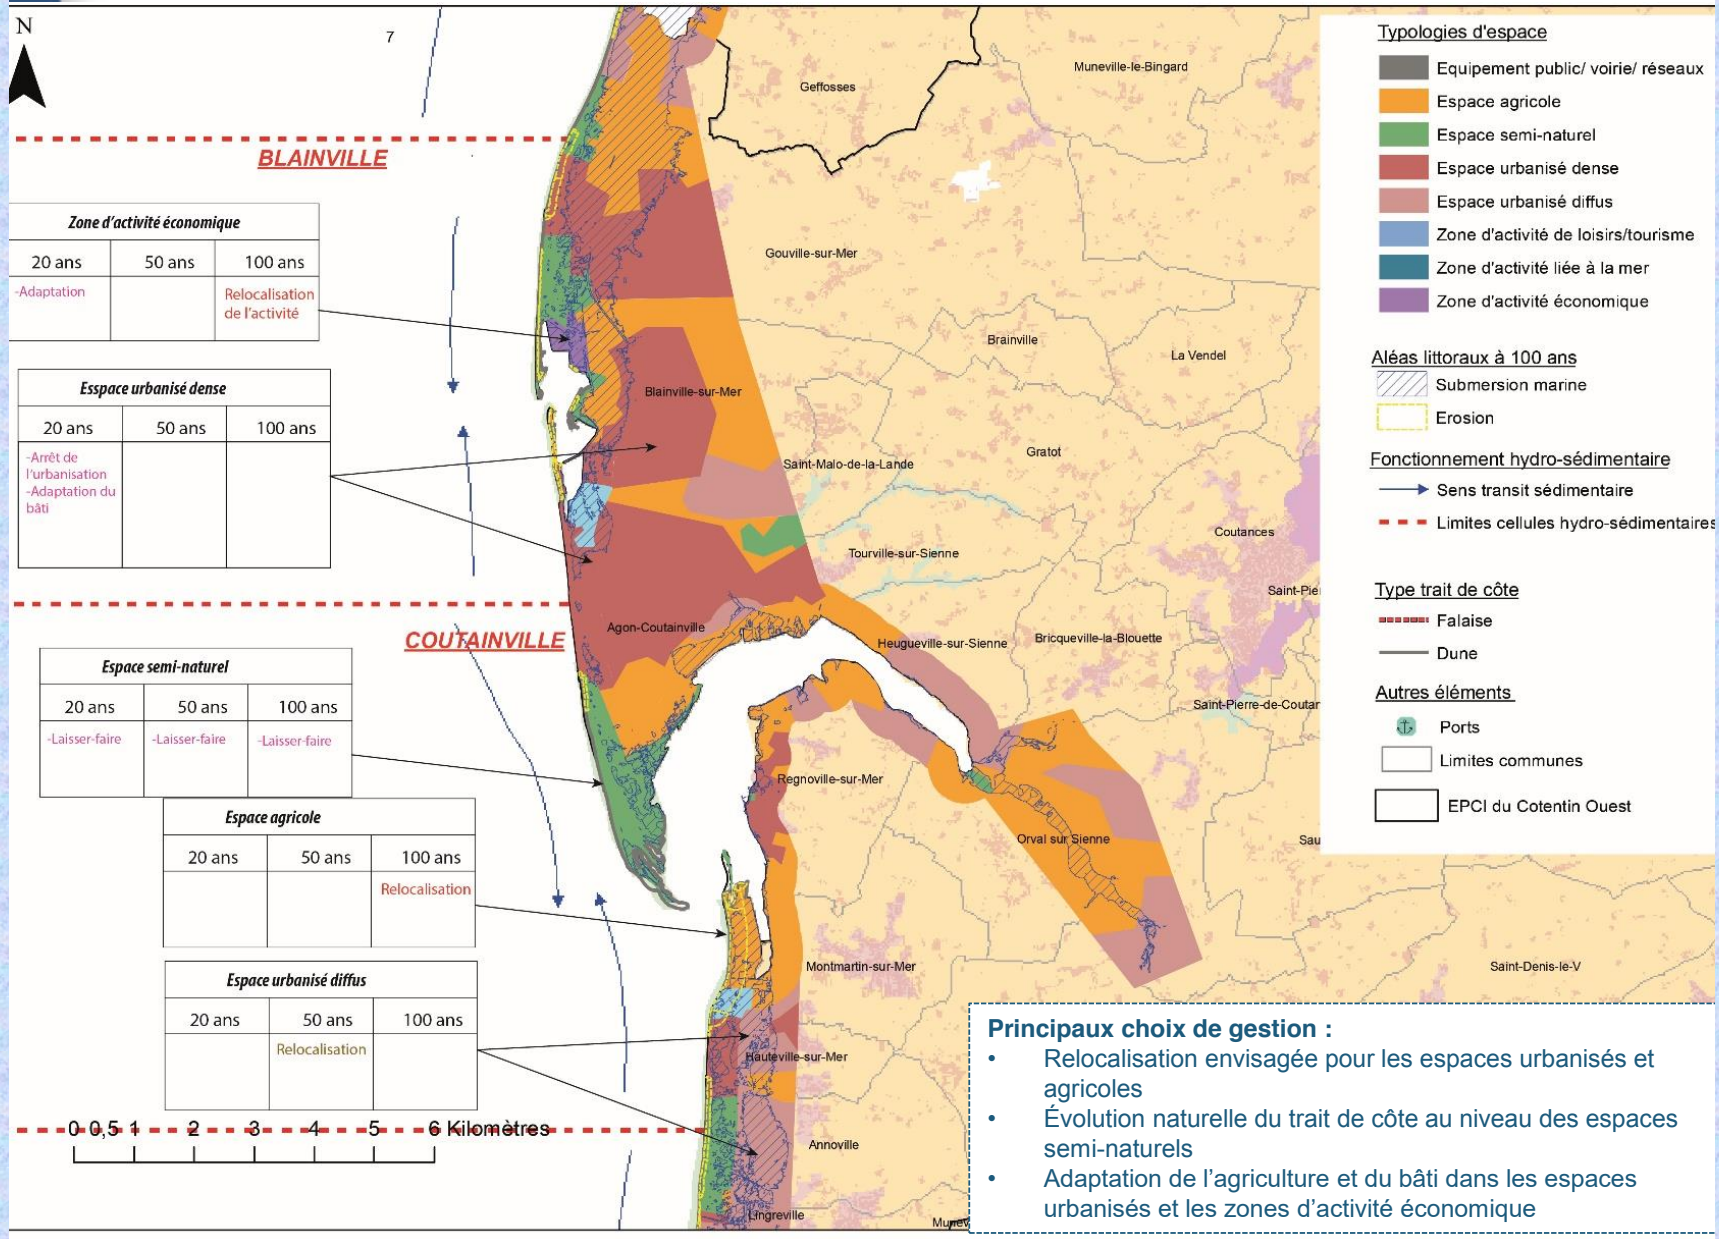 N
7
BLAINVILLE
Zone d'activité économique
20 ans 50 ans 100 ans
-Adaptation
Relocalisation
de l'activité
Esspace urbanisé dense
20 ans 50 ans 100 ans
-Arrêt de
l'urbanisation
-Adaptation du
bâti
COUTAINVILLE
Espace semi-naturel
20 ans 50 ans 100 ans
-Laisser-faire -Laisser-faire -Laisser-faire
Espace agricole
20 ans 50 ans 100 ans
Relocalisation
Espace urbanisé diffus
20 ans 50 ans 100 ans
Relocalisation
0 0,5 1 2 3 4 5 6 Kilomètres
Geffosses
Muneville-le-Bingard
Gouville-sur-Mer
Brainville
La Vendel
Blainville-sur-Mer
Saint-Malo-de-la-Lande
Gratot
Coutances
Tourville-sur-Sienne
Saint-Pie
Agon-Coutainville
Heugueville-sur-Sienne
Bricqueville-la-Blouette
Saint-Pierre-de-Coutar
Regnoville-sur-Mer
Orval sur Sienne
Sau
Montmartin-sur-Mer
Saint-Denis-le-V
Hauteville-sur-Mer
Annoville
Lingreville
Munev
Typologies d'espace
Equipement public/ voirie/ réseaux
Espace agricole
Espace semi-naturel
Espace urbanisé dense
Espace urbanisé diffus
Zone d'activité de loisirs/tourisme
Zone d'activité liée à la mer
Zone d'activité économique
Aléas littoraux à 100 ans
Submersion marine
Erosion
Fonctionnement hydro-sédimentaire
Sens transit sédimentaire
Limites cellules hydro-sédimentaires
Type trait de côte
Falaise
Dune
Autres éléments
Ports
Limites communes
EPCI du Cotentin Ouest
Principaux choix de gestion :
• Relocalisation envisagée pour les espaces urbanisés et
agricoles
• Évolution naturelle du trait de côte au niveau des espaces
semi-naturels
• Adaptation de l'agriculture et du bâti dans les espaces
urbanisés et les zones d'activité économique